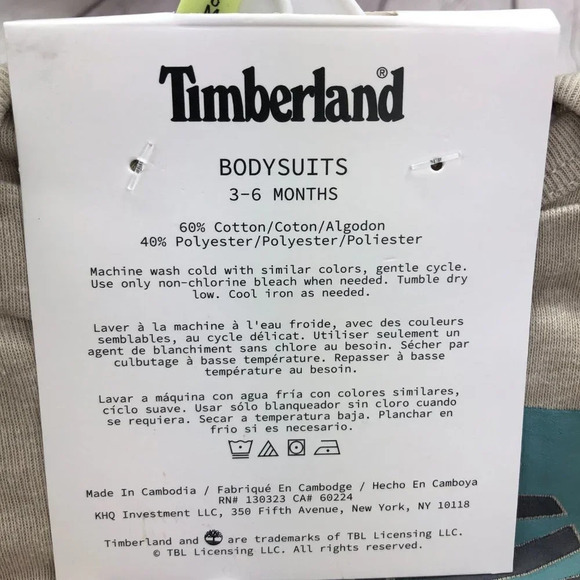 Timberland®
BODYSUITS
3-6 MONTHS
60% Cotton/Coton/Algodon
40% Polyester/Polyester/Poliester
Machine wash cold with similar colors, gentle cycle.
Use only non-chlorine bleach when needed. Tumble dry
low. Cool iron as needed.
Laver à la machine à l'eau froide, avec des couleurs
semblables, au cycle délicat. Utiliser seulement un
agent de blanchiment sans chlore au besoin. Sécher par
culbutage à basse température. Repasser à basse
température au besoin.
Lavar a máquina con agua fría con colores similares,
cíclo suave. Usar sólo blanqueador sin cloro cuando
se requiera. Secar a temperatura baja. Planchar en
frio si es necesario.
Made In Cambodia / Fabriqué En Cambodge / Hecho En Camboya
RN# 130323 CA# 60224
KHQ Investment LLC, 350 Fifth Avenue, New York, NY 10118
Timberland and are trademarks of TBL Licensing LLC.
© TBL Licensing LLC. All rights reserved.